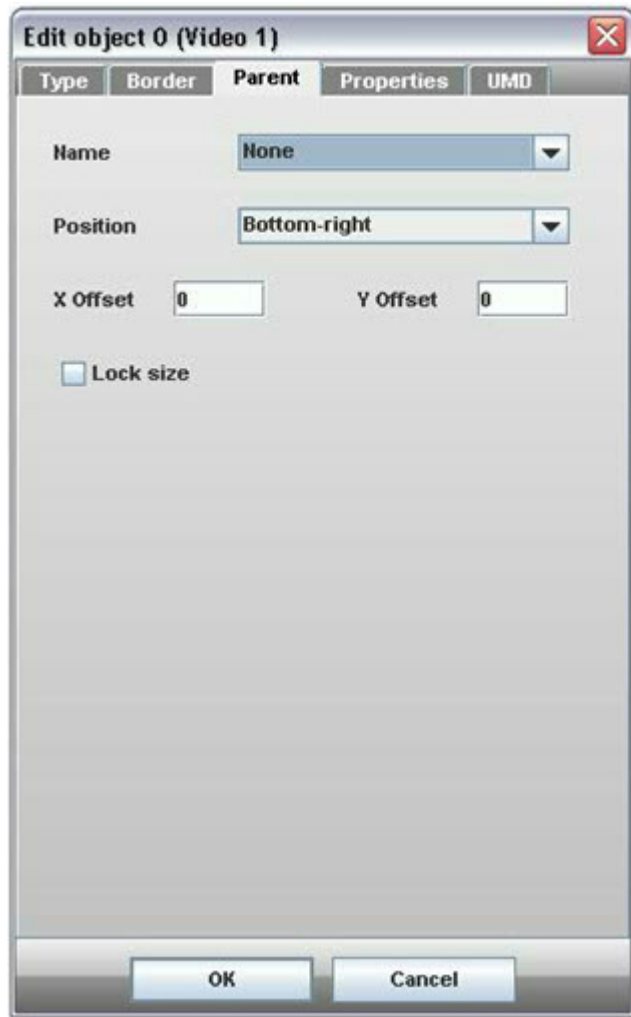 Edit object 0 (Video 1)
Type Border Parent Properties UMD
Name None
Position Bottom-right
X Offset 0 Y Offset 0
Lock size
OK Cancel